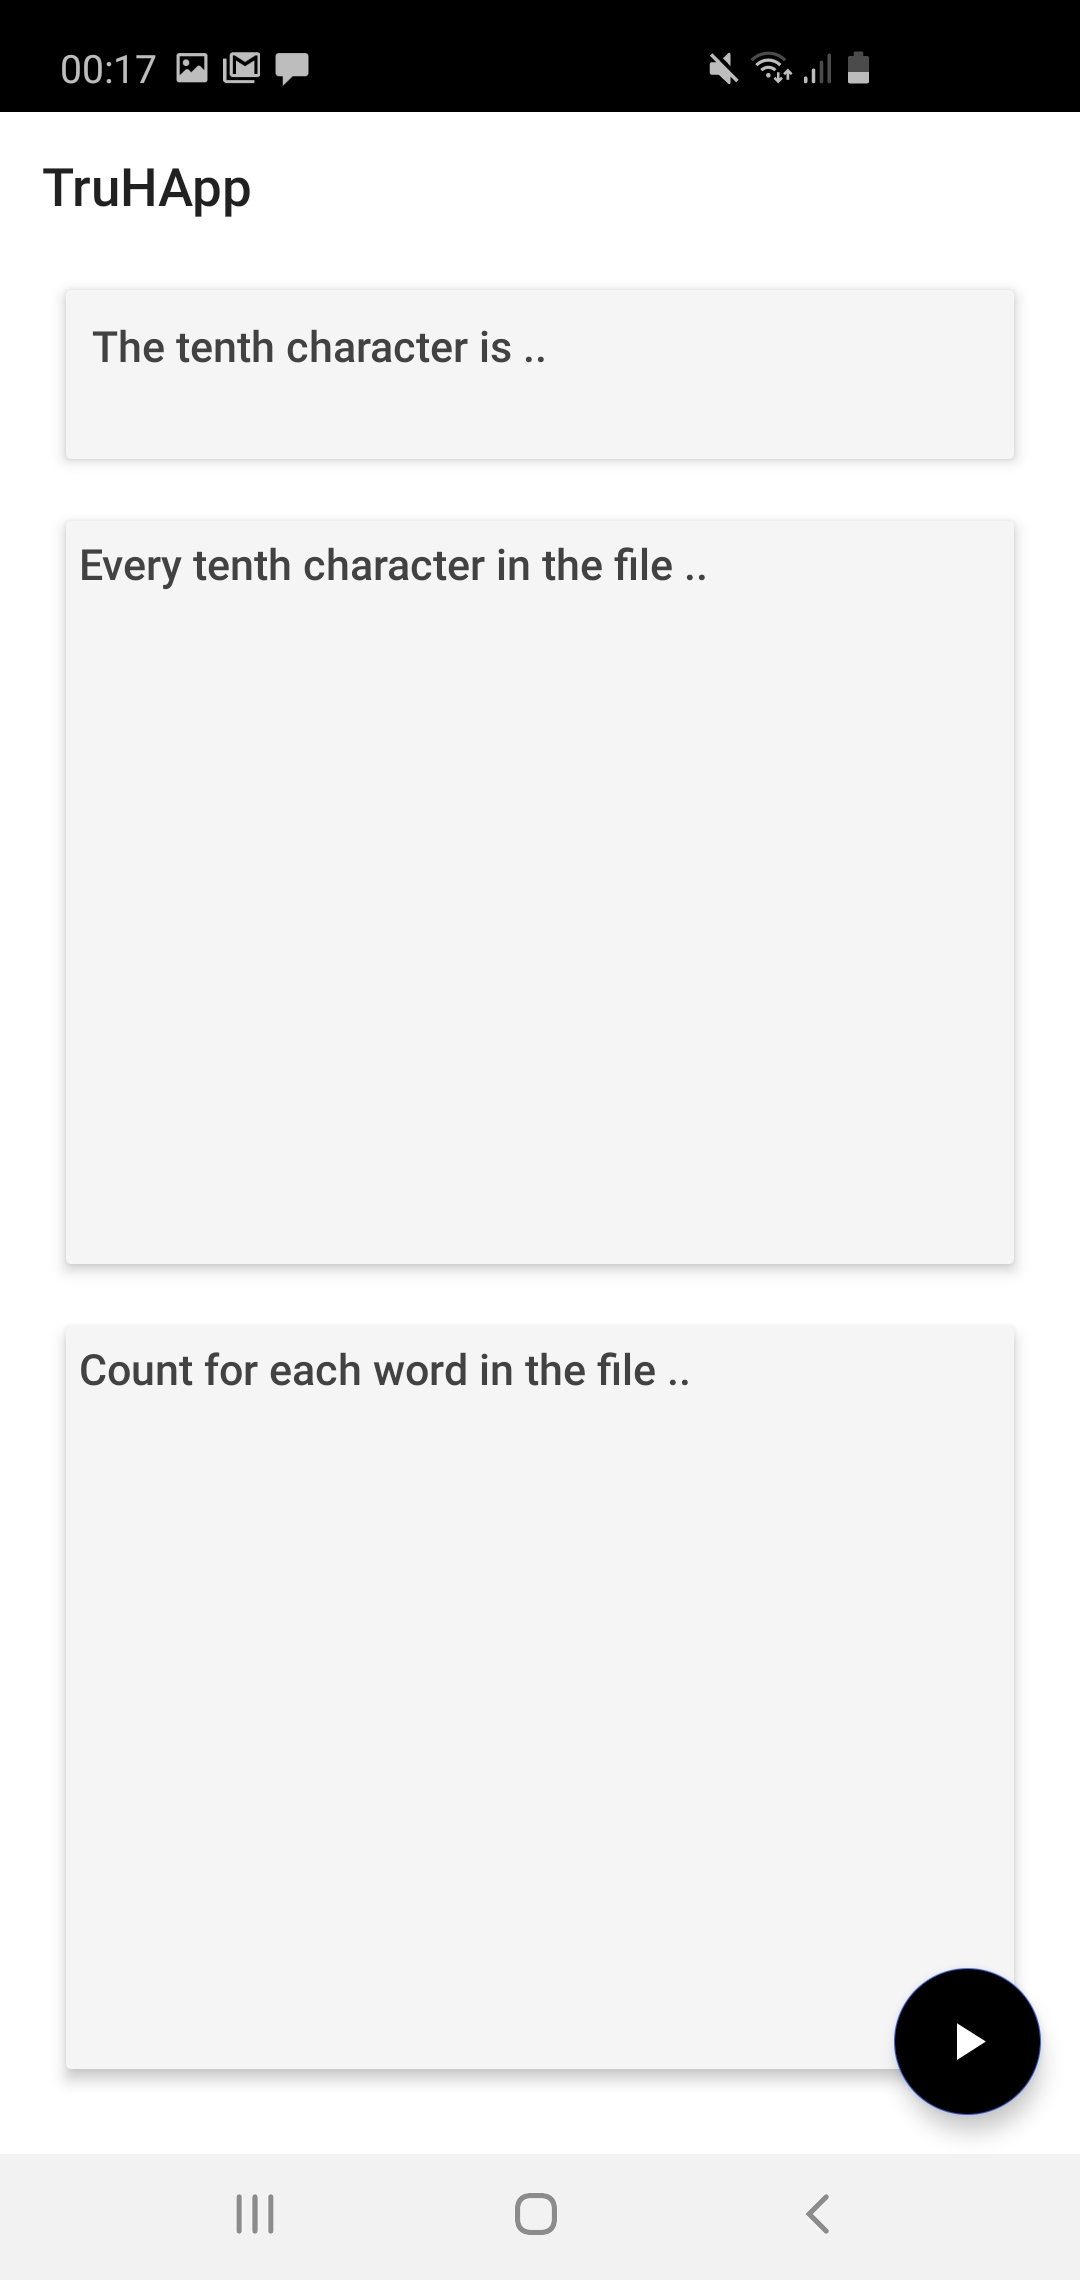 00:17
TruHApp
The tenth character is ..
Every tenth character in the file ..
Count for each word in the file ..